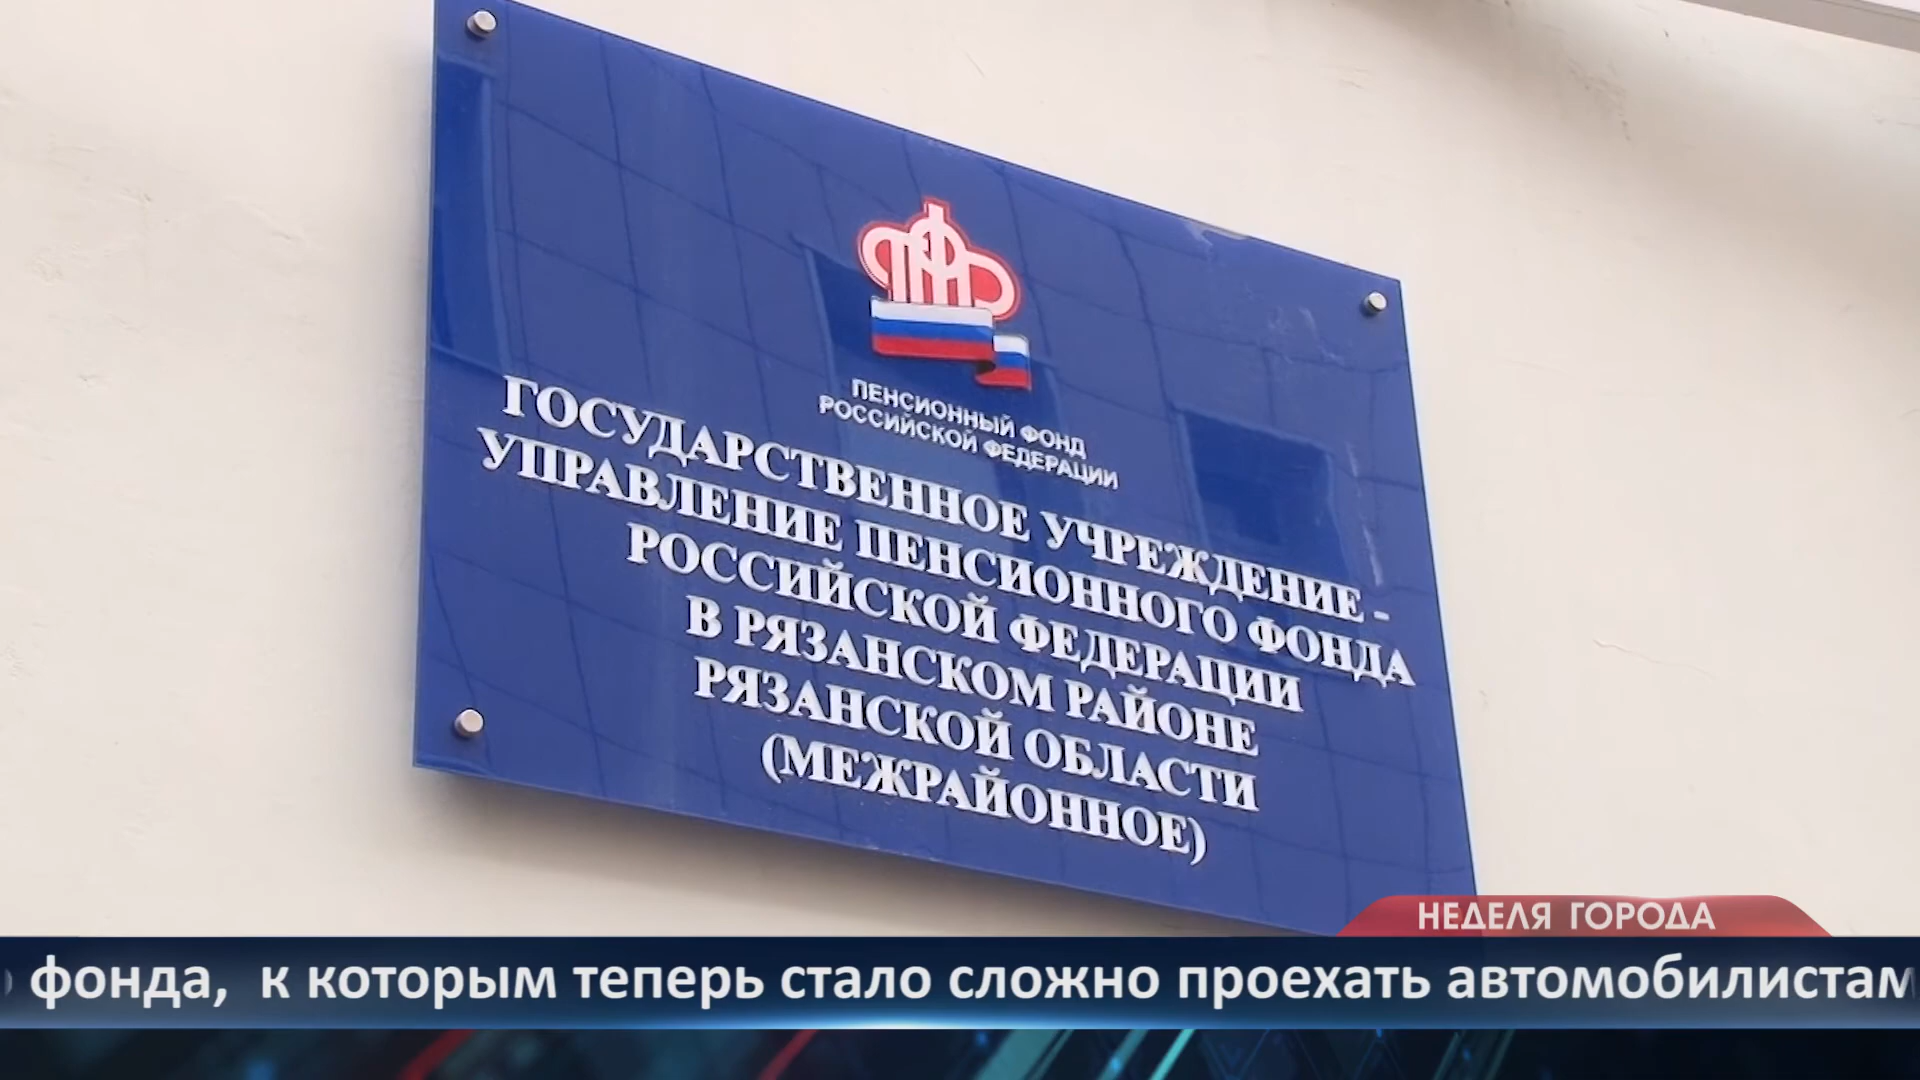 ПЕНСИОННЫЙ ФОНД
РОССИЙСКОЙ ФЕДЕРАЦИИ
ГОСУДАРСТВЕННОЕ УЧРЕЖДЕНИЕ -
УПРАВЛЕНИЕ ПЕНСИОННОГО ФОНДА
РОССИЙСКОЙ ФЕДЕРАЦИИ
В РЯЗАНСКОМ РАЙОНЕ
РЯЗАНСКОЙ ОБЛАСТИ
(МЕЖРАЙОННОЕ)
НЕДЕЛЯ ГОРОДА
фонда, к которым теперь стало сложно проехать автомобилистам